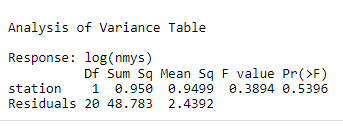 Analysis of Variance Table
Response: log(nmys)
Df Sum Sq Mean Sq F value Pr(>F)
station 1 0.950 0.9499 0.3894 0.5396
Residuals 20 48.783 2.4392